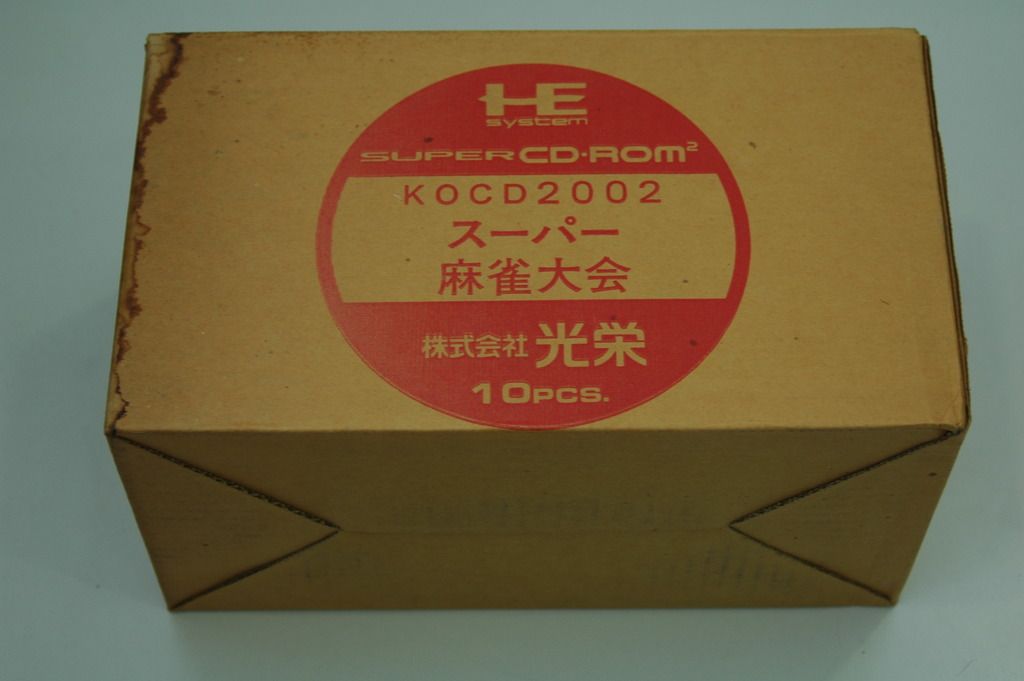 HE
system
SUPER CD-ROM²
KOCD2002
スーパー
麻雀大会
株式会社 光栄
10PCS.